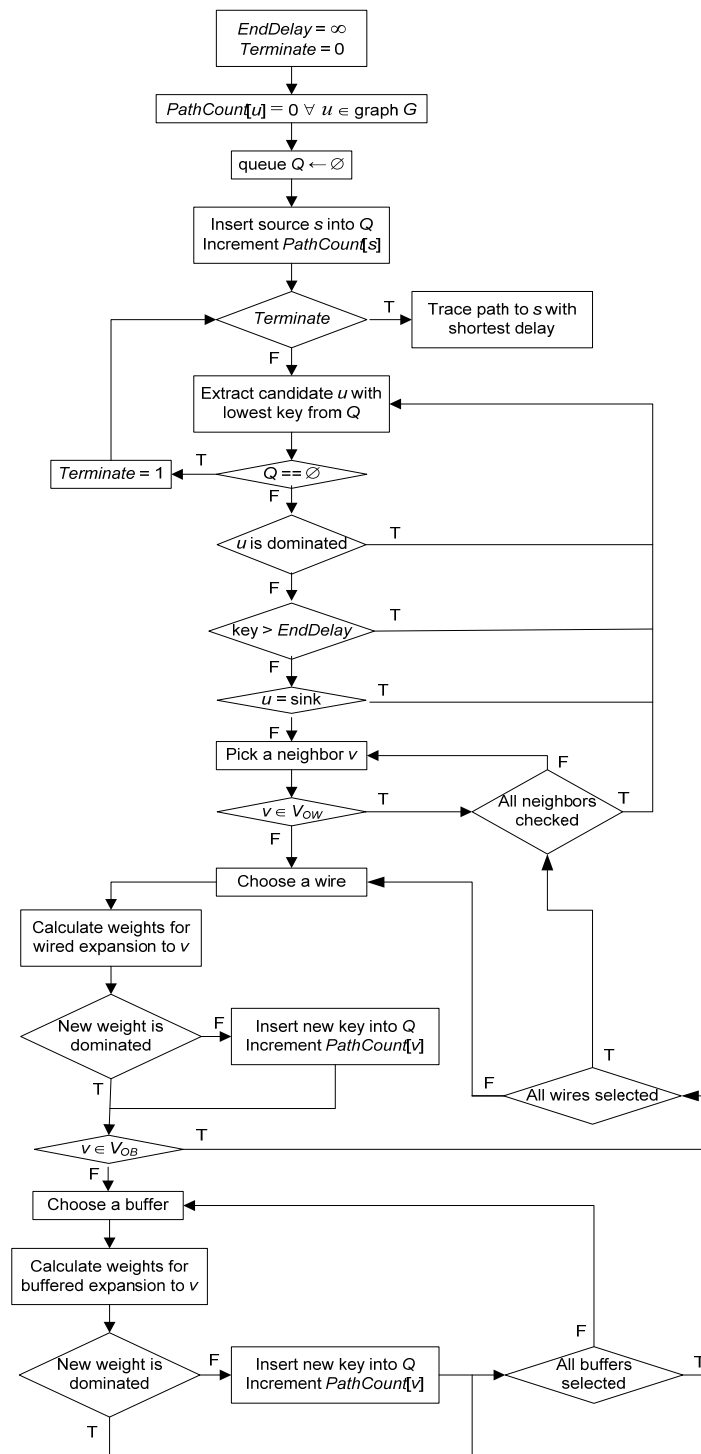 EndDelay = ∞
Terminate = 0
PathCount[u] = 0 ∀ u ∈ graph G
queue Q ← ∅
Insert source s into Q
Increment PathCount[s]
Terminate
T
Trace path to s with
shortest delay
F
Extract candidate u with
lowest key from Q
Terminate = 1
T
Q == ∅
F
u is dominated
T
F
key > EndDelay
T
F
u = sink
T
F
Pick a neighbor v
F
v ∈ VOW
T
All neighbors
checked
T
F
Choose a wire
Calculate weights for
wired expansion to v
New weight is
dominated
F
Insert new key into Q
Increment PathCount[v]
T
T
F
All wires selected
v ∈ VOB
T
F
Choose a buffer
Calculate weights for
buffered expansion to v
New weight is
dominated
F
Insert new key into Q
Increment PathCount[v]
F
All buffers
selected
T
T